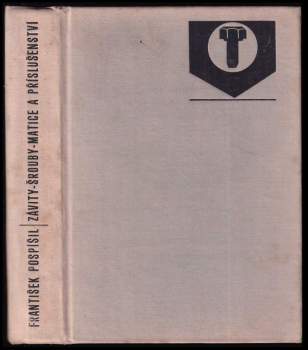 FRANTIŠEK POSPÍŠIL | ZÁVITY-ŠROUBY-MATICE A PŘÍSLUŠENSTVÍ